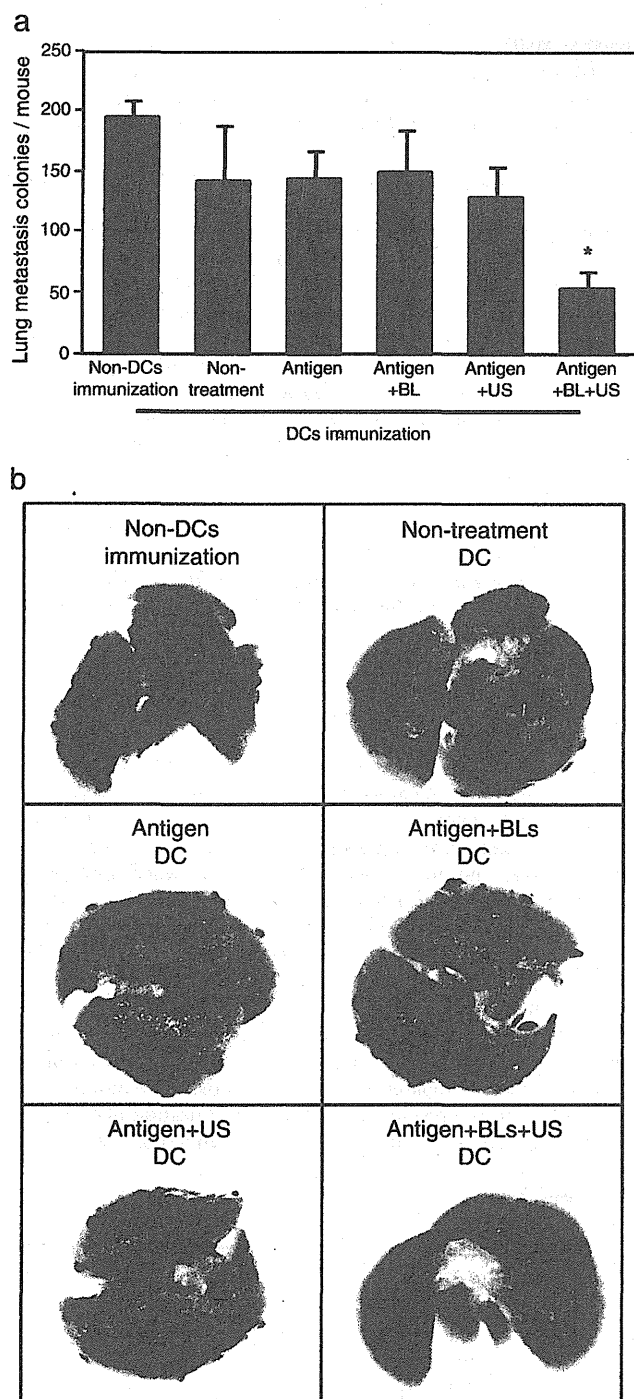 a
Lung metastasis colonies / mouse
250
200
150
100
50
0
Non-DCs
immunization
Non-
treatment
Antigen
Antigen
+BL
Antigen
+US
*
Antigen
+BL+US
DCs immunization
b
Non-DCs
immunization
Non-treatment
DC
Antigen
DC
Antigen+BLs
DC
Antigen+US
DC
Antigen+BLs+US
DC